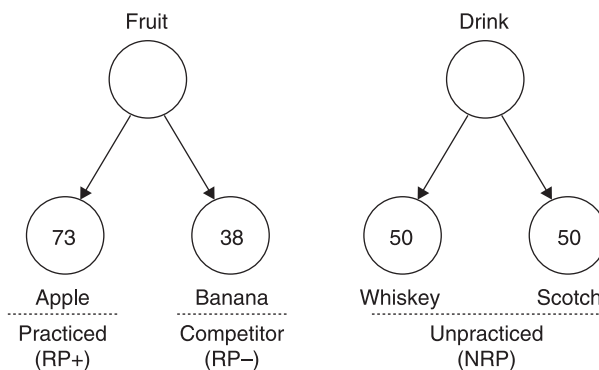 Fruit
Drink
73
38
50
50
Apple
Banana
Whiskey
Scotch
Practiced
(RP+)
Competitor
(RP–)
Unpracticed
(NRP)